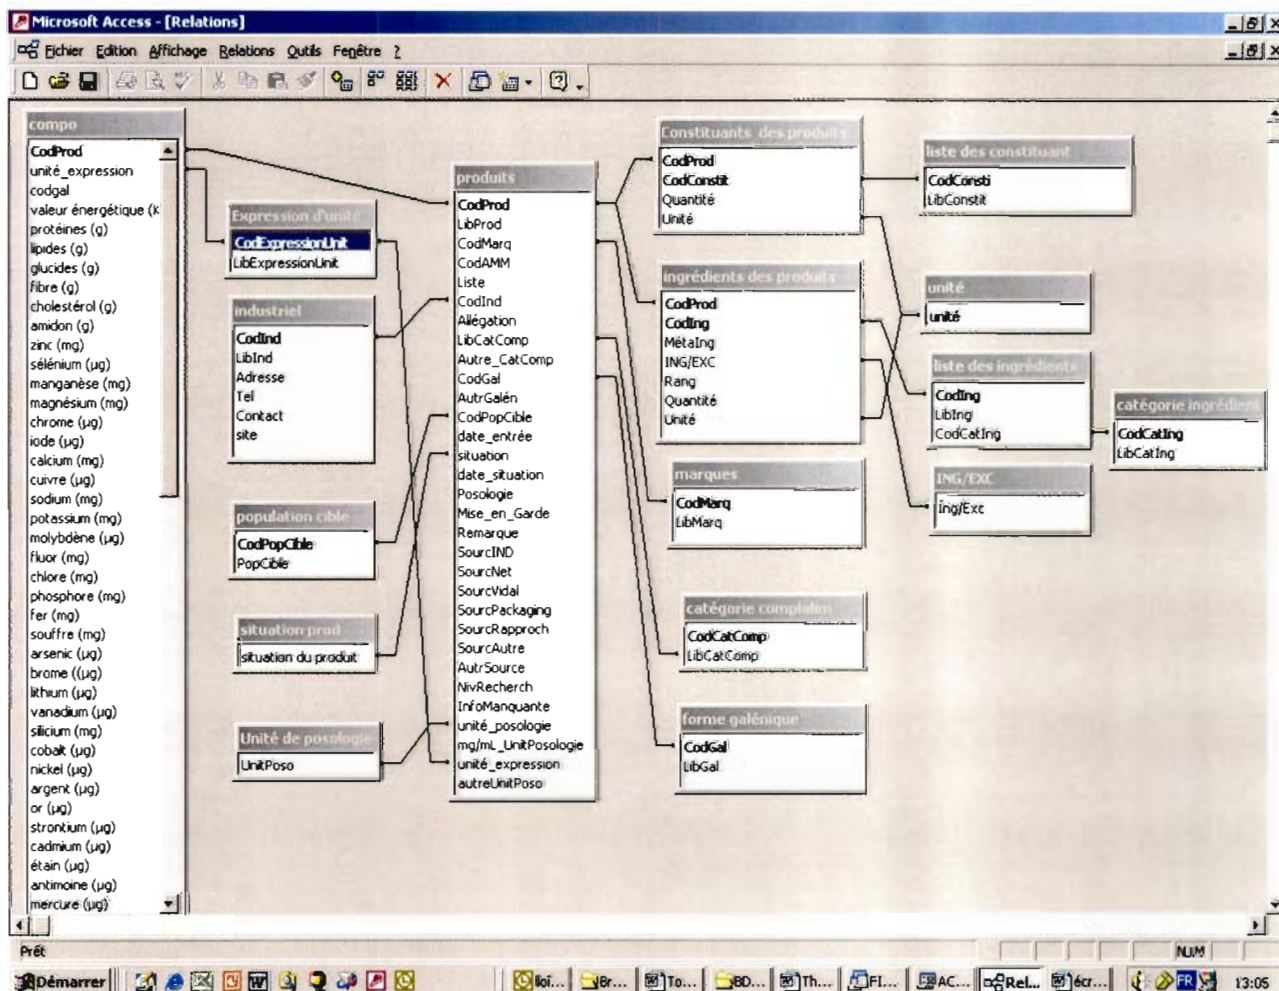 Microsoft Access - [Relations]
Fichier Edition Affichage Relations Outils Fenêtre ?
compo
CodProd
unité_expression
codgal
valeur énergétique (k
protéines (g)
lipides (g)
glucides (g)
fibre (g)
cholestérol (g)
amidon (g)
zinc (mg)
sélénium (µg)
manganèse (mg)
magnésium (mg)
chrome (µg)
iode (µg)
calcium (mg)
cuivre (µg)
sodium (mg)
potassium (mg)
molybdène (µg)
fluor (mg)
chlore (mg)
phosphore (mg)
fer (mg)
souffre (mg)
arsenic (µg)
brome ((µg)
lithium (µg)
vanadium (µg)
silicium (mg)
cobalt (µg)
nickel (µg)
argent (µg)
or (µg)
strontium (µg)
cadmium (µg)
étain (µg)
antimoine (µg)
mercure (µg)
Expression d'unité
CodExpressionUnit
LibExpressionUnit
industriel
CodInd
LibInd
Adresse
Tel
Contact
site
population cible
CodPopCible
PopCible
situation prod
situation du produit
Unité de posologie
UnitPoso
produits
CodProd
LibProd
CodMarq
CodAMM
Liste
CodInd
Allégation
LibCatComp
Autre_CatComp
CodGal
AutrGalén
CodPopCible
date_entrée
situation
date_situation
Posologie
Mise_en_Garde
Remarque
SourcIND
SourcNet
SourcVidal
SourcPackaging
SourcRapproch
SourcAutre
AutrSource
NivRecherch
InfoManquante
unité_posologie
mg/mL_UnitPosologie
unité_expression
autreUnitPoso
Constituants des produits
CodProd
CodConstit
Quantité
Unité
ingrédients des produits
CodProd
CodIng
MétaIng
ING/EXC
Rang
Quantité
Unité
marques
CodMarq
LibMarq
catégorie complulim
CodCatComp
LibCatComp
forme galénique
CodGal
LibGal
liste des constituant
CodConsti
LibConstit
unité
unité
liste des ingrédients
CodIng
LibIng
CodCatIng
ING/EXC
Ing/Exc
catégorie ingrédient
CodCatIng
LibCatIng
Prêt
NUM
Démarrer
Br...
To...
BD...
Th...
FI...
AC...
Rel...
écr...
FR
13:05